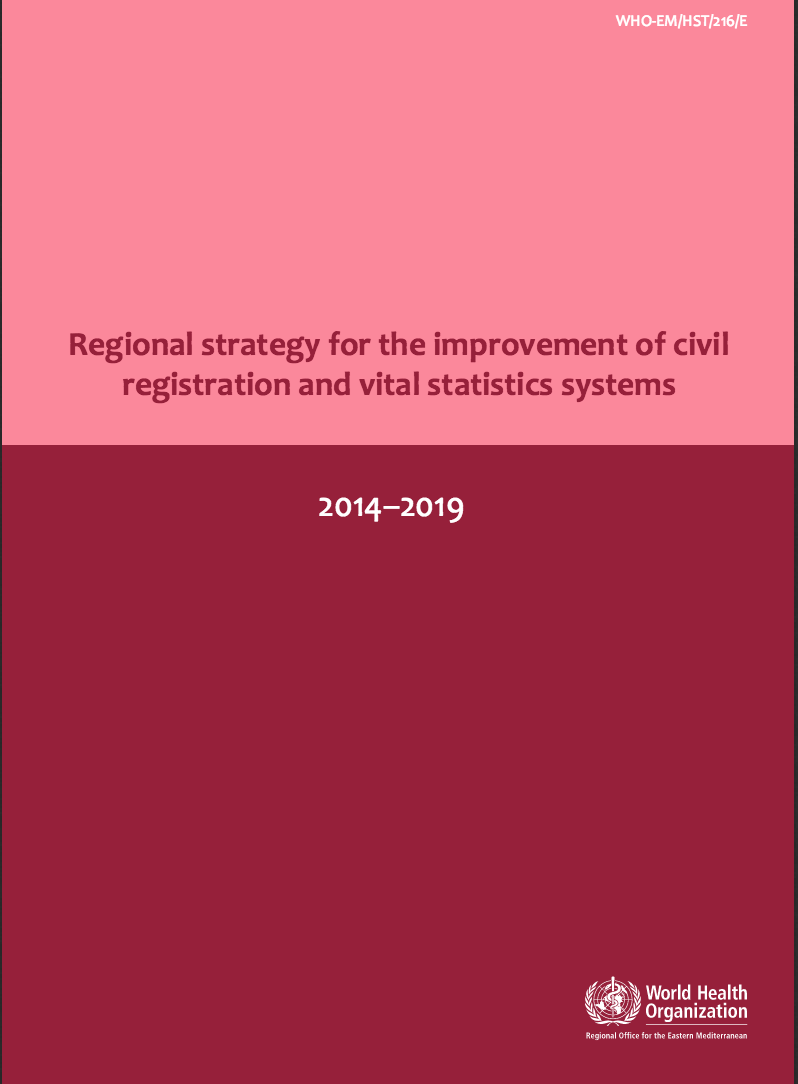 WHO-EM/HST/216/E
Regional strategy for the improvement of civil
registration and vital statistics systems
2014–2019
World Health
Organization
Regional Office for the Eastern Mediterranean